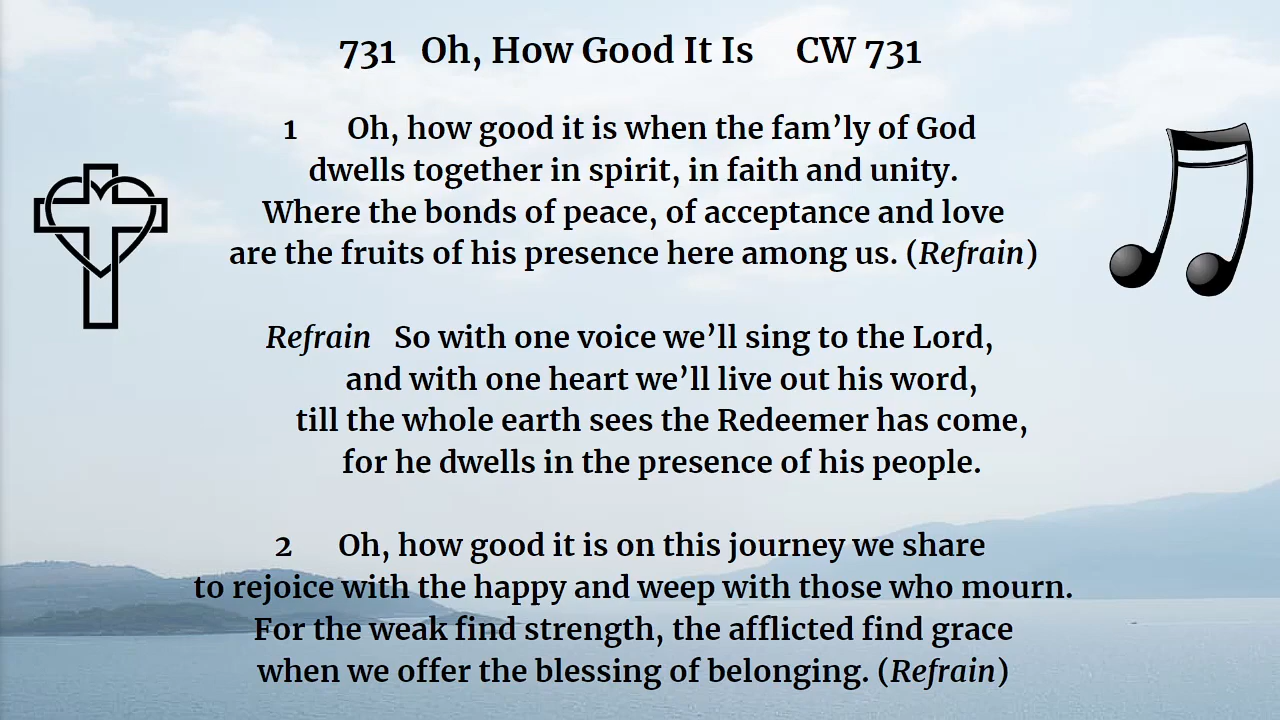 731 Oh, How Good It Is CW 731
1 Oh, how good it is when the fam’ly of God
dwells together in spirit, in faith and unity.
Where the bonds of peace, of acceptance and love
are the fruits of his presence here among us. (Refrain)
Refrain So with one voice we’ll sing to the Lord,
and with one heart we’ll live out his word,
till the whole earth sees the Redeemer has come,
for he dwells in the presence of his people.
2 Oh, how good it is on this journey we share
to rejoice with the happy and weep with those who mourn.
For the weak find strength, the afflicted find grace
when we offer the blessing of belonging. (Refrain)